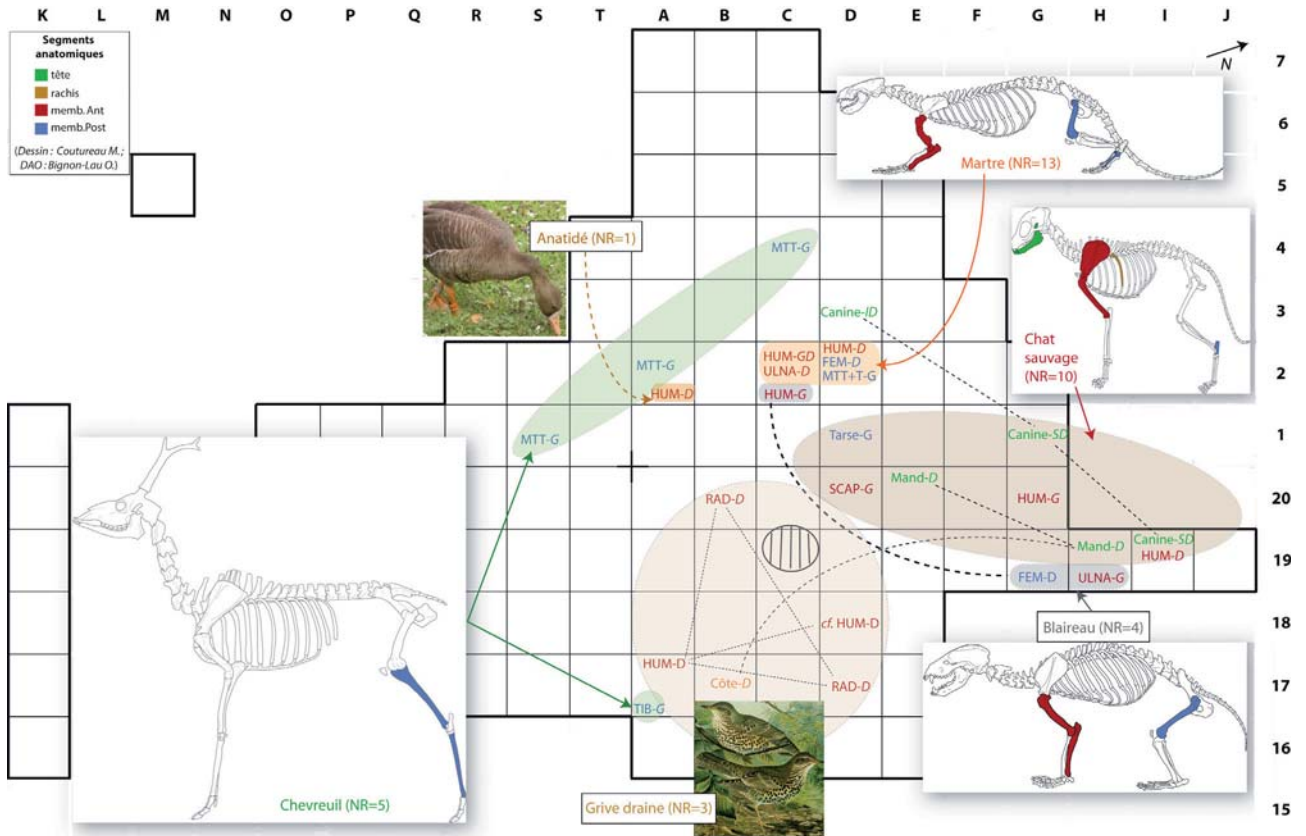 K L M N O P Q R S T A B C D E F G H I J
Segments
anatomiques
tête
rachis
memb. Ant
memb.Post
(Dessin : Coutureau M. ;
DAO : Bignon-Lau O.)
N
7
6
Martre (NR=13)
5
Anatidé (NR=1)
MTT-G
4
Canine-ID
3
Chat
sauvage
(NR=10)
MTT-G
HUM-GD
ULNA-D
HUM-D
FEM-D
MTT+T-G
2
HUM-D
HUM-G
MTT-G
Tarse-G
Canine-SD
1
RAD-D
SCAP-G
Mand-D
HUM-G
20
Mand-D
Canine-SD
HUM-D
19
FEM-D
ULNA-G
cf. HUM-D
18
Blaireau (NR=4)
HUM-D
Côte-D
RAD-D
17
TIB-G
16
Chevreuil (NR=5)
Grive draine (NR=3)
15